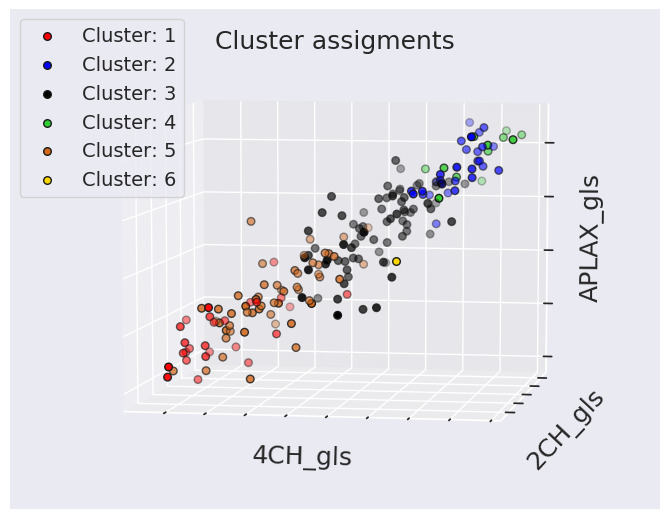 Cluster assigments
Cluster: 1
Cluster: 2
Cluster: 3
Cluster: 4
Cluster: 5
Cluster: 6
APLAX_gls
2CH_gls
4CH_gls